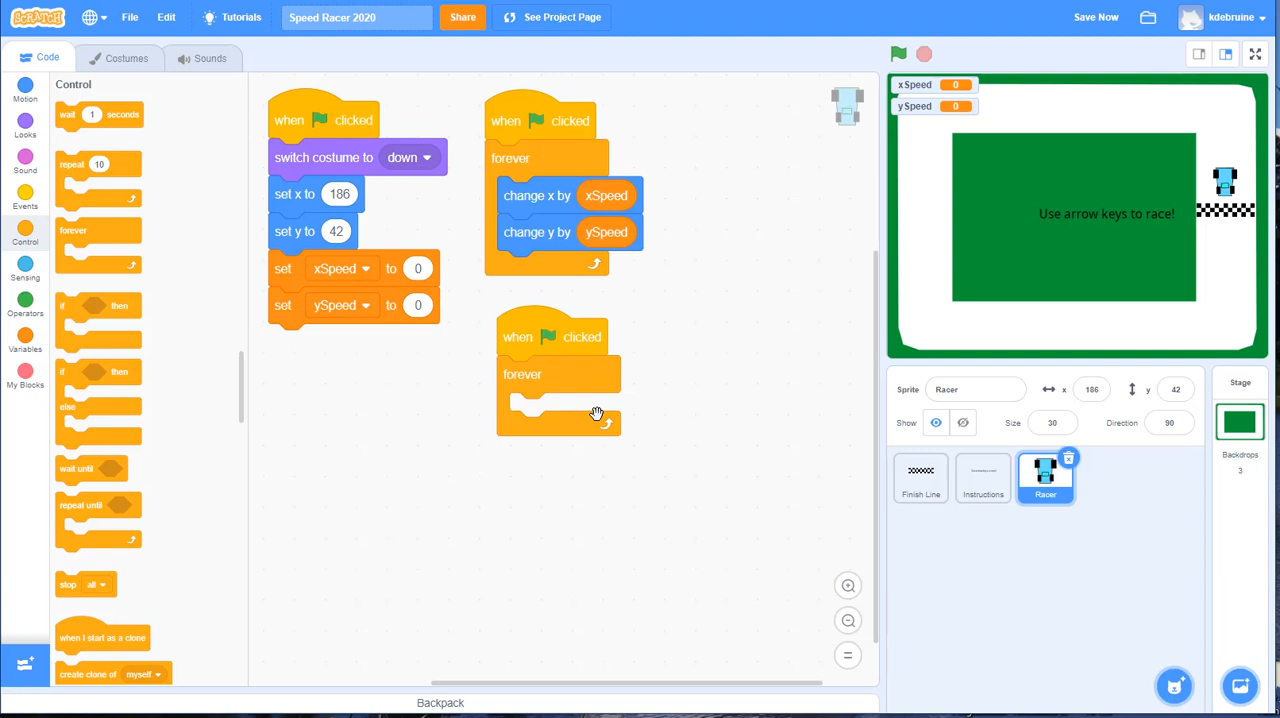 SCRATCH File Edit Tutorials Speed Racer 2020 Share See Project Page Save Now kdebruine
Code Costumes Sounds
Motion
Looks
Sound
Events
Control
Sensing
Operators
Variables
My Blocks
Control
wait 1 seconds
repeat 10
forever
if then
if then
else
wait until
repeat until
stop all
when I start as a clone
create clone of myself
when clicked
switch costume to down
set x to 186
set y to 42
set xSpeed to 0
set ySpeed to 0
when clicked
forever
change x by xSpeed
change y by ySpeed
when clicked
forever
Backpack
xSpeed 0
ySpeed 0
Use arrow keys to race!
Sprite Racer x 186 y 42
Show Size 30 Direction 90
Finish Line Instructions Racer
Stage
Backdrops
3